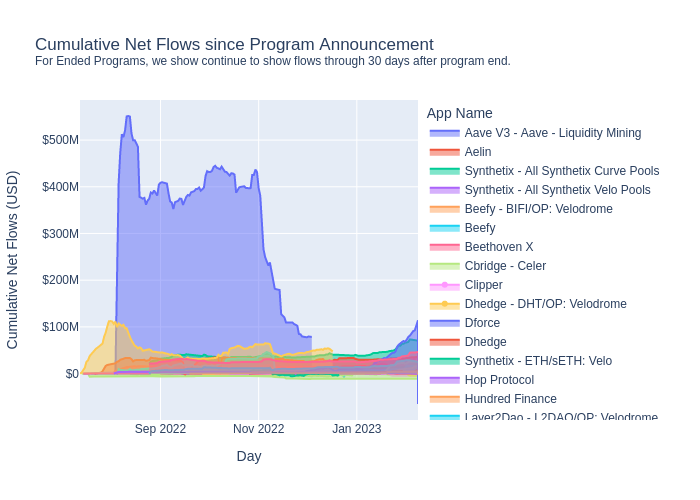 Cumulative Net Flows since Program Announcement
For Ended Programs, we show continue to show flows through 30 days after program end.
App Name
Aave V3 - Aave - Liquidity Mining
Aelin
Synthetix - All Synthetix Curve Pools
Synthetix - All Synthetix Velo Pools
Beefy - BIFI/OP: Velodrome
Beefy
Beethoven X
Cbridge - Celer
Clipper
Dhedge - DHT/OP: Velodrome
Dforce
Dhedge
Synthetix - ETH/sETH: Velo
Hop Protocol
Hundred Finance
Layer2Dao - L2DAO/OP: Velodrome
Cumulative Net Flows (USD)
$500M
$400M
$300M
$200M
$100M
$0
Sep 2022
Nov 2022
Jan 2023
Day